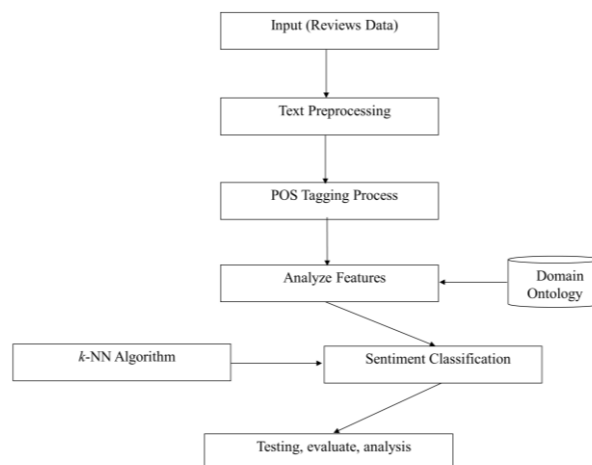 Input (Reviews Data)
Text Preprocessing
POS Tagging Process
Analyze Features
Domain
Ontology
k-NN Algorithm
Sentiment Classification
Testing, evaluate, analysis